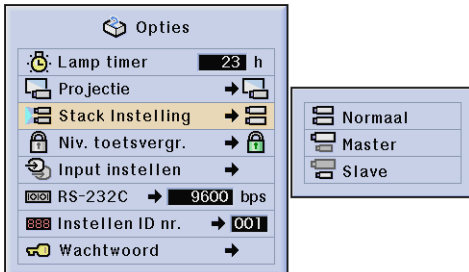 Opties
Lamp timer 23 h
Projectie
Stack Instelling
Niv. toetsvergr.
Input instellen
RS-232C 9600 bps
Instellen ID nr. 001
Wachtwoord
Normaal
Master
Slave